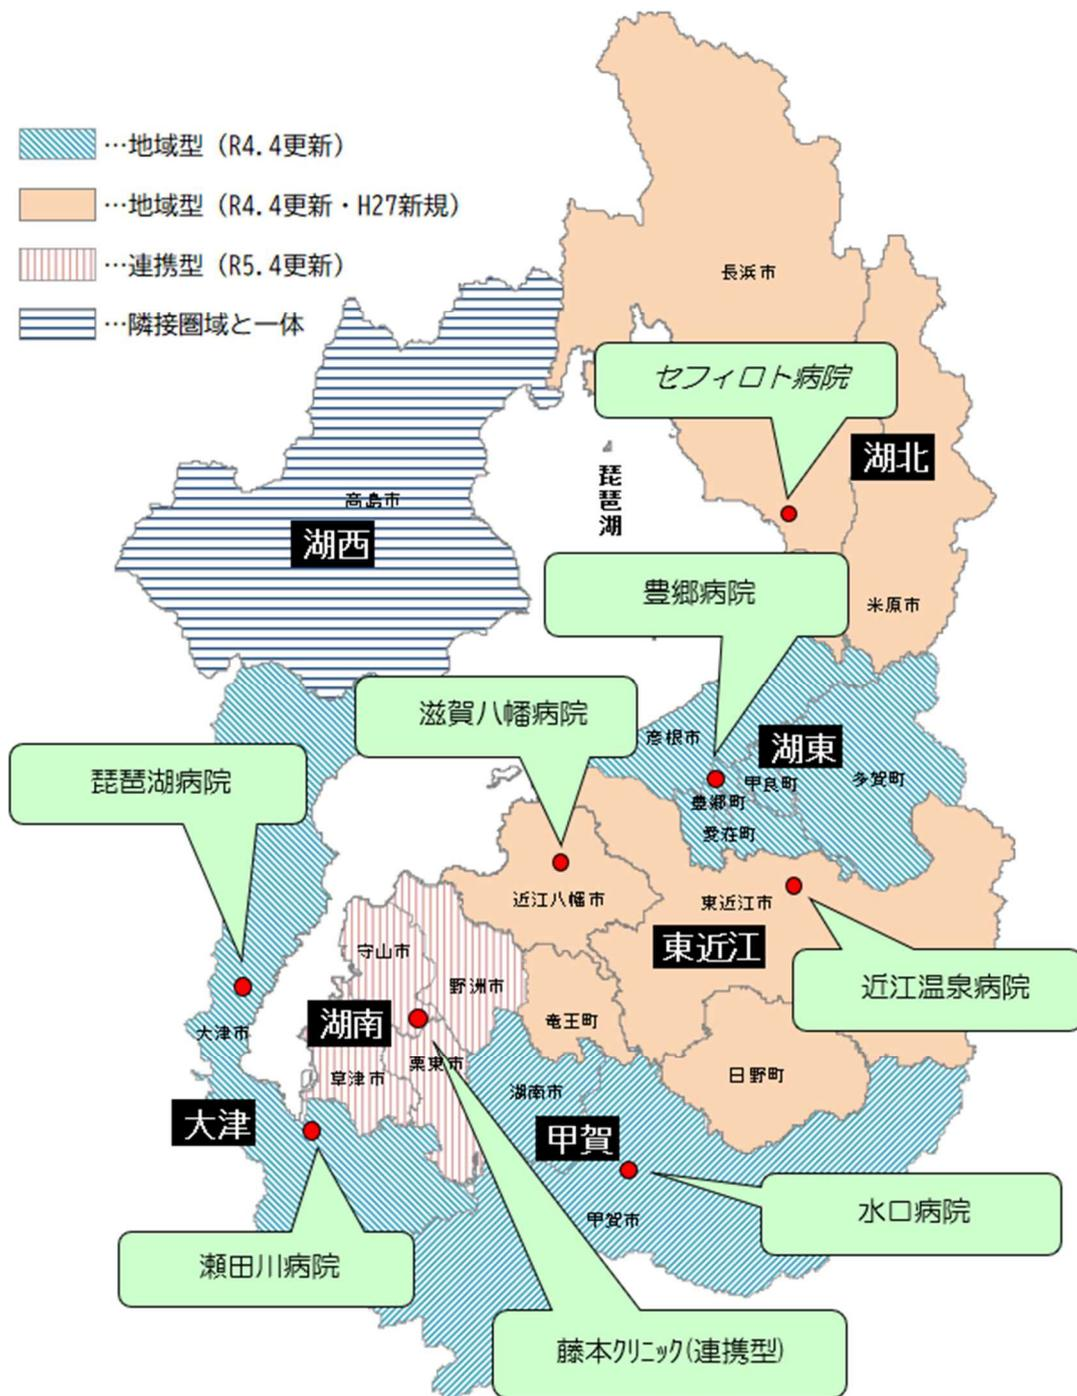 …地域型（R4.4更新）
…地域型（R4.4更新・H27新規）
…連携型（R5.4更新）
…隣接圏域と一体
長浜市
セフィロト病院
湖北
琵琶湖
高島市
湖西
豊郷病院
米原市
滋賀八幡病院
彦根市
湖東
琵琶湖病院
甲良町
多賀町
豊郷町
愛荘町
近江八幡市
東近江市
東近江
守山市
野洲市
近江温泉病院
湖南
竜王町
大津市
栗東市
草津市
日野町
湖南市
大津
甲賀
水口病院
甲賀市
瀬田川病院
藤本クリニック(連携型)